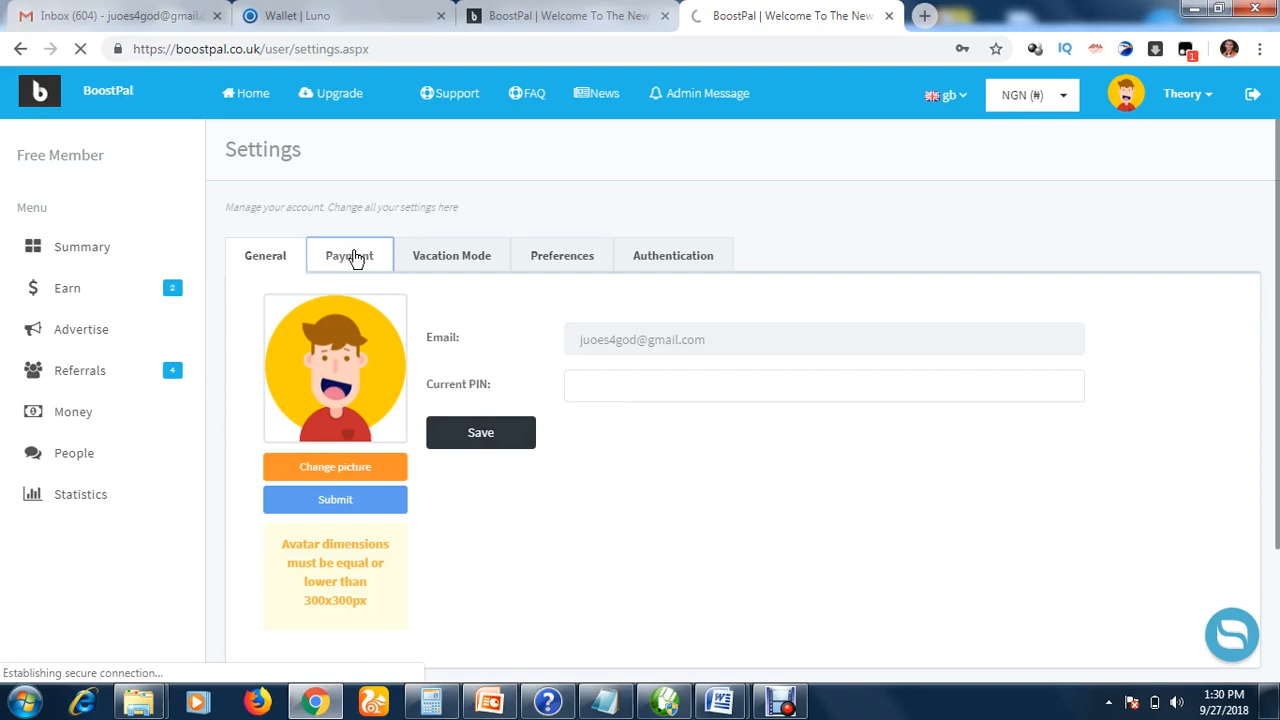 Inbox (604) - juoes4god@gmail.
Wallet | Luno
BoostPal | Welcome To The New
BoostPal | Welcome To The New
https://boostpal.co.uk/user/settings.aspx
IQ
1
b
BoostPal
Home
Upgrade
Support
FAQ
News
Admin Message
gb
NGN (₦)
Theory
Free Member
Settings
Menu
Manage your account. Change all your settings here
Summary
General
Payment
Vacation Mode
Preferences
Authentication
Earn
2
Advertise
Email:
juoes4god@gmail.com
Referrals
4
Current PIN:
Money
Save
People
Change picture
Statistics
Submit
Avatar dimensions
must be equal or
lower than
300x300px
Establishing secure connection...
1:30 PM
9/27/2018